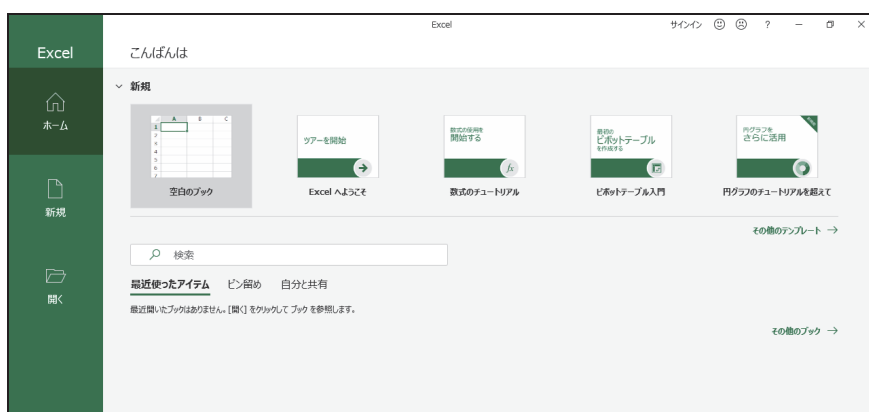 Excel
サインイン
?
Excel
こんばんは
ホーム
新規
開く
新規
A B C
1
2
3
4
5
6
7
空白のブック
ツアーを開始
Excel へようこそ
数式の使用を
開始する
fx
数式のチュートリアル
最初の
ピボットテーブル
を作成する
ピボットテーブル入門
円グラフを
さらに活用
円グラフのチュートリアルを超えて
その他のテンプレート →
検索
最近使ったアイテム ピン留め 自分と共有
最近開いたブックはありません。[開く] をクリックして ブック を参照します。
その他のブック →